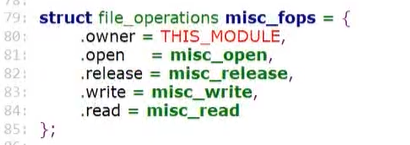 79: struct file_operations misc_fops = {
80:     .owner = THIS_MODULE,
81:     .open   = misc_open,
82:     .release = misc_release,
83:     .write = misc_write,
84:     .read = misc_read
85: };